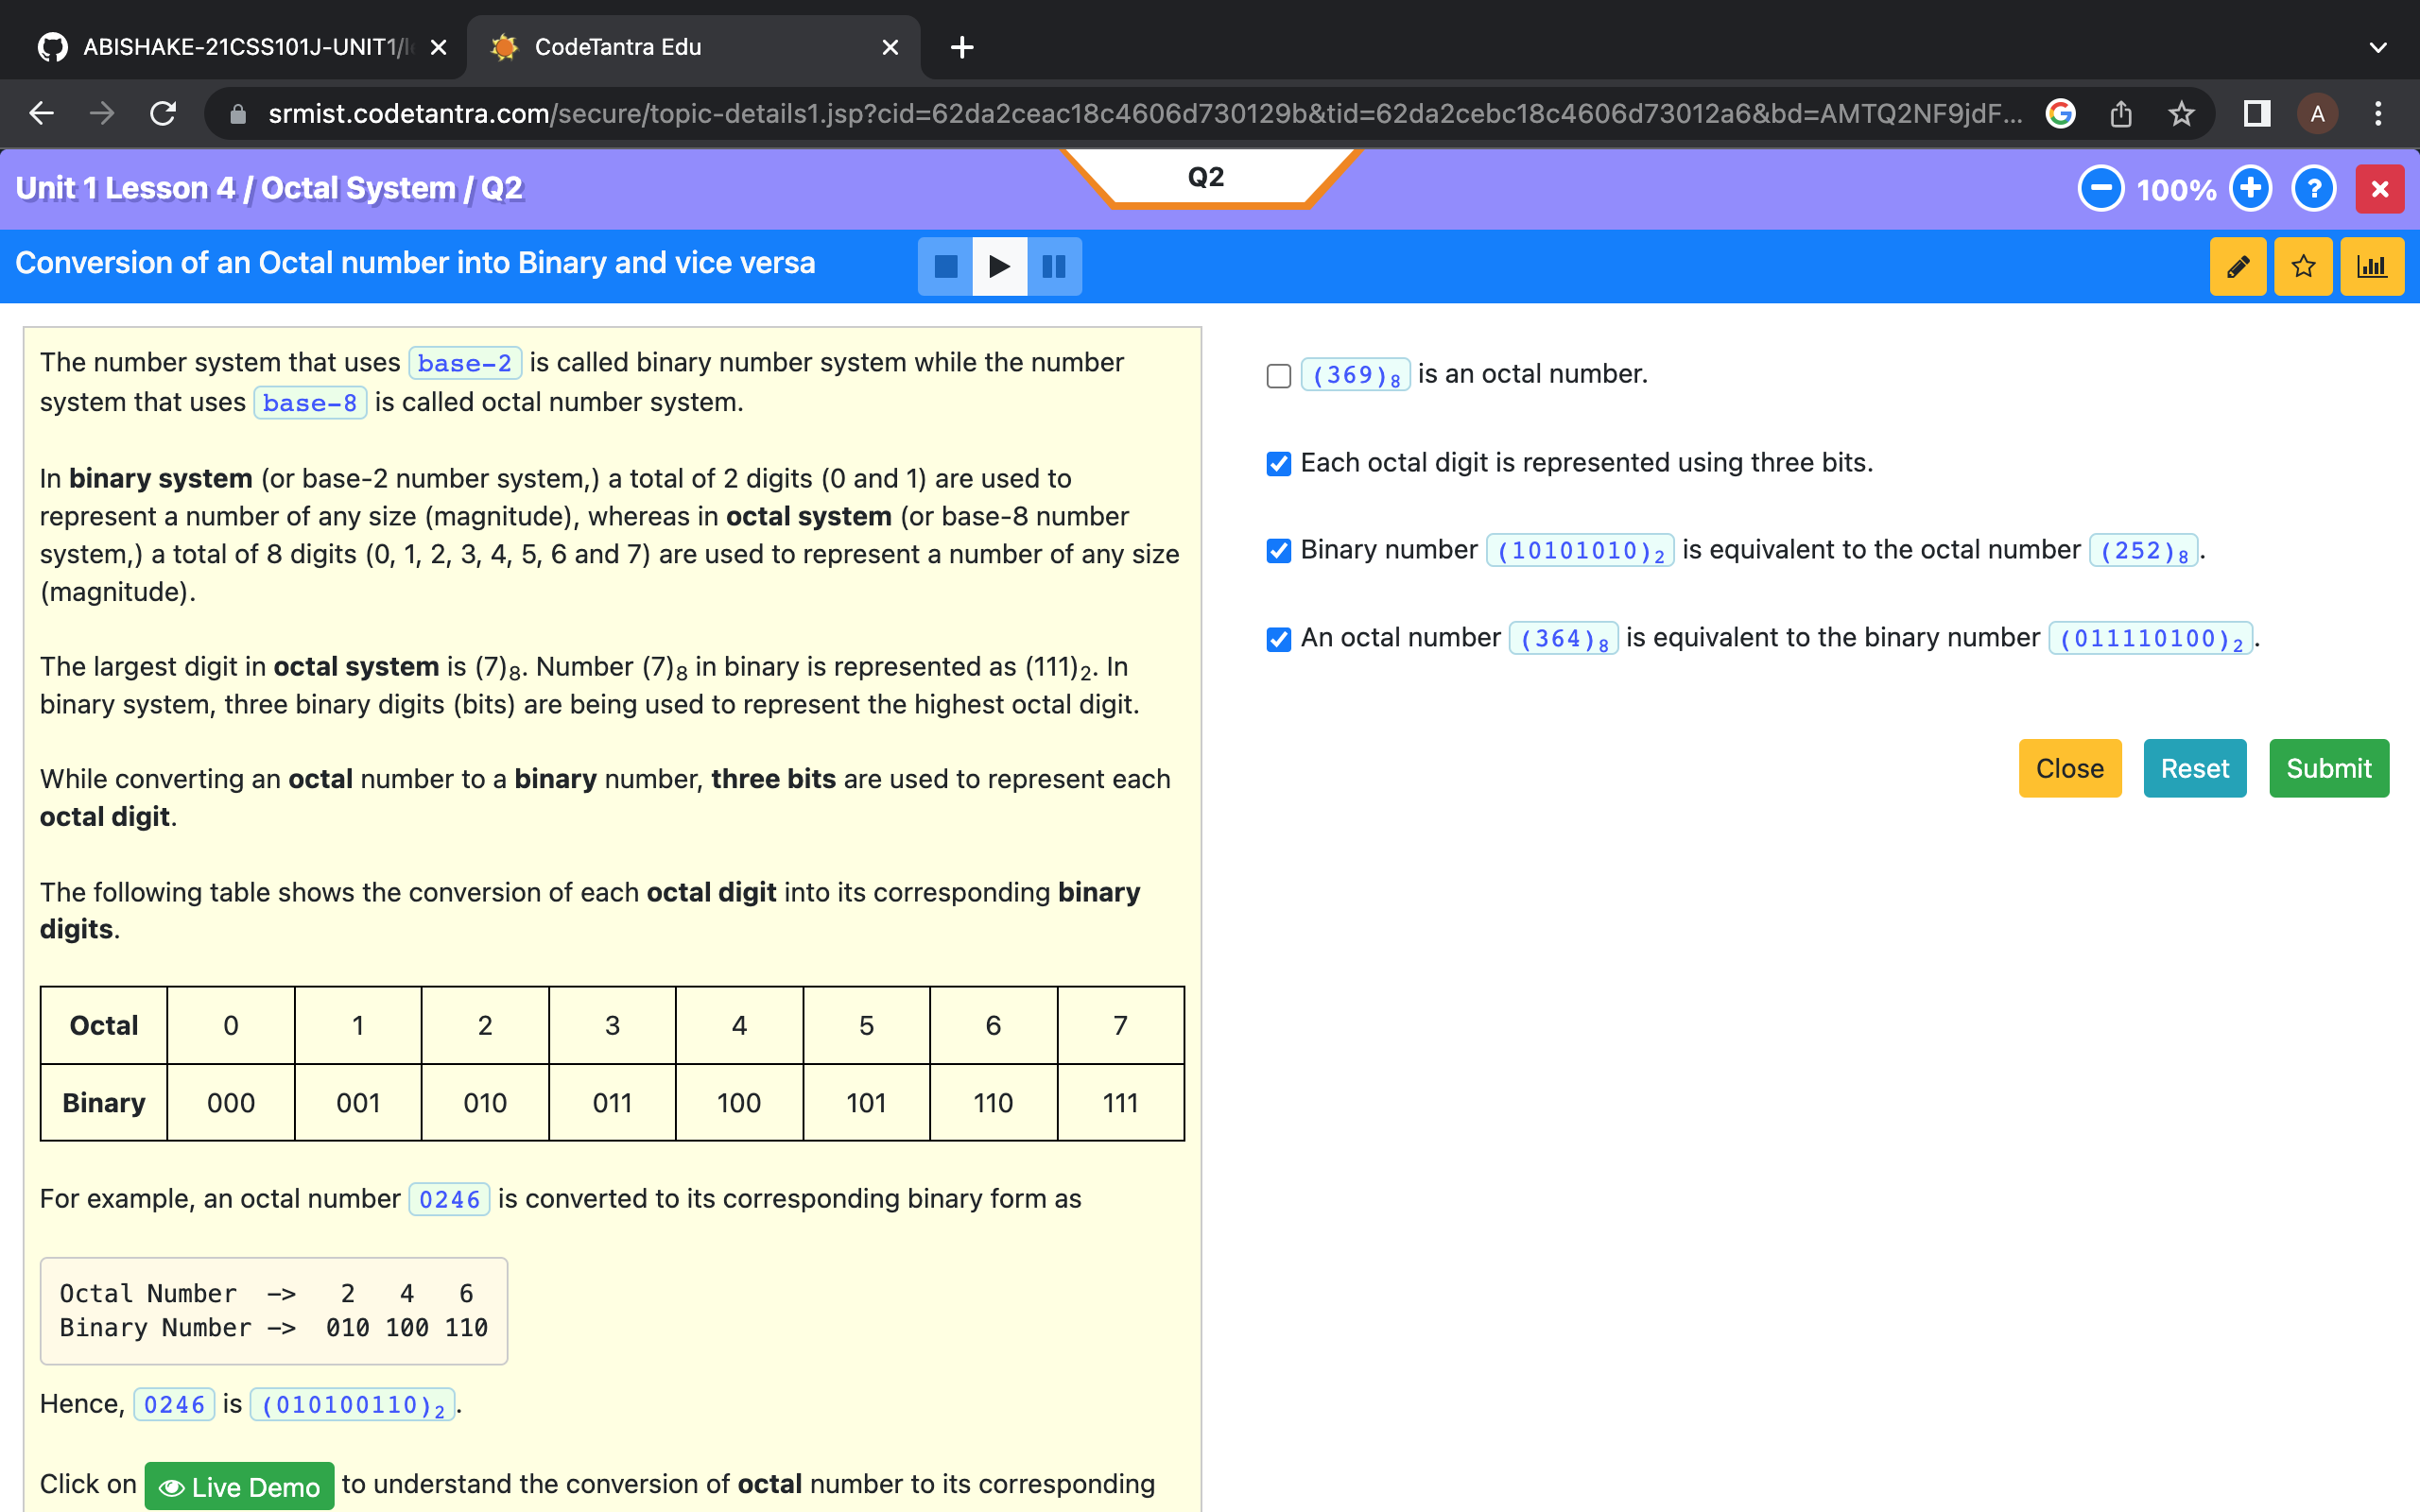 ABISHAKE-21CSS101J-UNIT1/
CodeTantra Edu
srmist.codetantra.com/secure/topic-details1.jsp?cid=62da2ceac18c4606d730129b&tid=62da2cebc18c4606d73012a6&bd=AMTQ2NF9jdF...
A
Unit 1 Lesson 4 / Octal System / Q2
Q2
100%
?
Conversion of an Octal number into Binary and vice versa
The number system that uses base-2 is called binary number system while the number
system that uses base-8 is called octal number system.
In binary system (or base-2 number system,) a total of 2 digits (0 and 1) are used to
represent a number of any size (magnitude), whereas in octal system (or base-8 number
system,) a total of 8 digits (0, 1, 2, 3, 4, 5, 6 and 7) are used to represent a number of any size
(magnitude).
The largest digit in octal system is (7)8. Number (7)8 in binary is represented as (111)2. In
binary system, three binary digits (bits) are being used to represent the highest octal digit.
While converting an octal number to a binary number, three bits are used to represent each
octal digit.
The following table shows the conversion of each octal digit into its corresponding binary
digits.
Octal 0 1 2 3 4 5 6 7
Binary 000 001 010 011 100 101 110 111
For example, an octal number 0246 is converted to its corresponding binary form as
Octal Number -> 2 4 6
Binary Number -> 010 100 110
Hence, 0246 is (010100110)2.
Click on Live Demo to understand the conversion of octal number to its corresponding
(369)8 is an octal number.
Each octal digit is represented using three bits.
Binary number (10101010)2 is equivalent to the octal number (252)8.
An octal number (364)8 is equivalent to the binary number (011110100)2.
Close Reset Submit